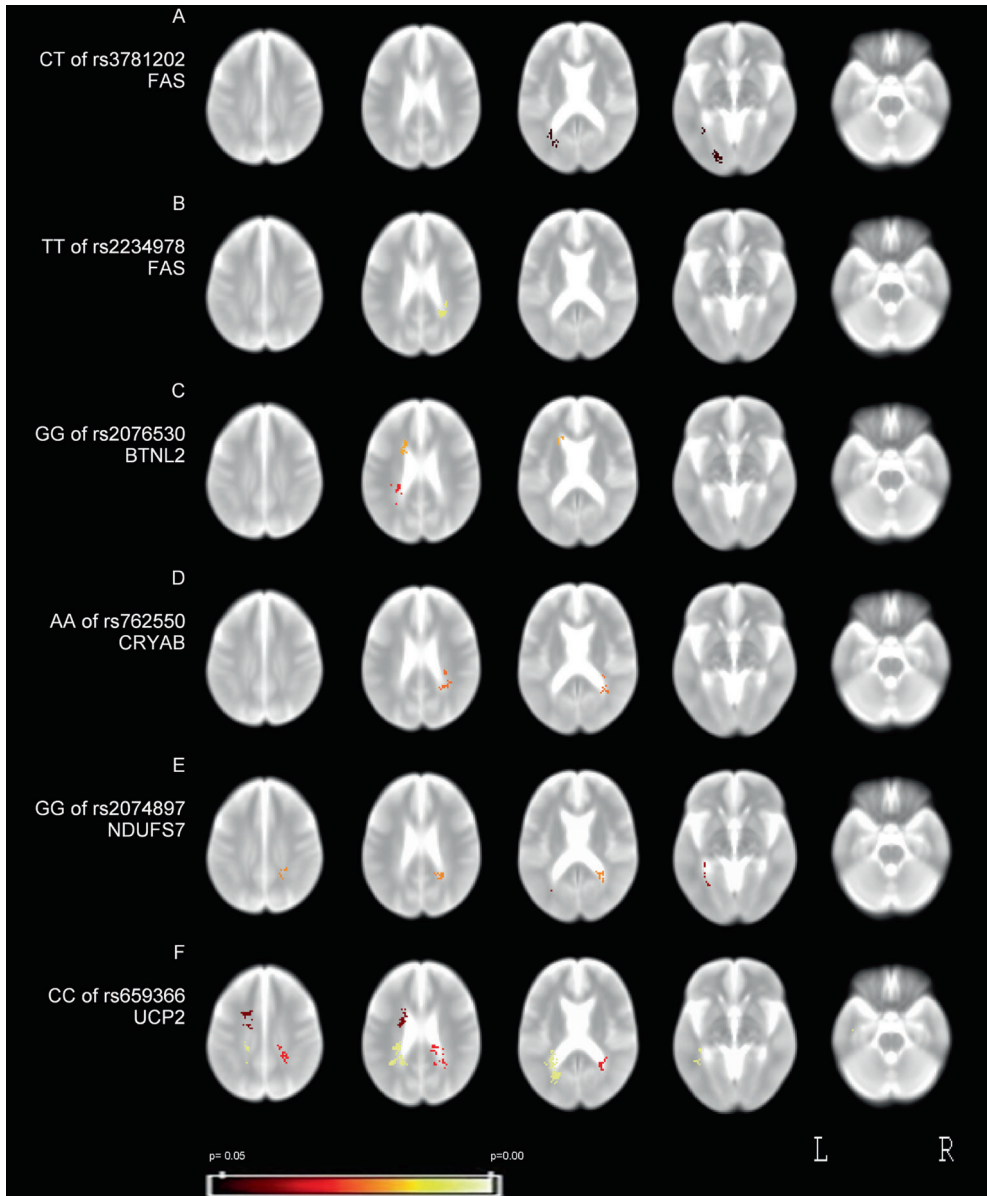 A
CT of rs3781202
FAS
B
TT of rs2234978
FAS
C
GG of rs2076530
BTNL2
D
AA of rs762550
CRYAB
E
GG of rs2074897
NDUFS7
F
CC of rs659366
UCP2
L R
p= 0.05 p=0.00